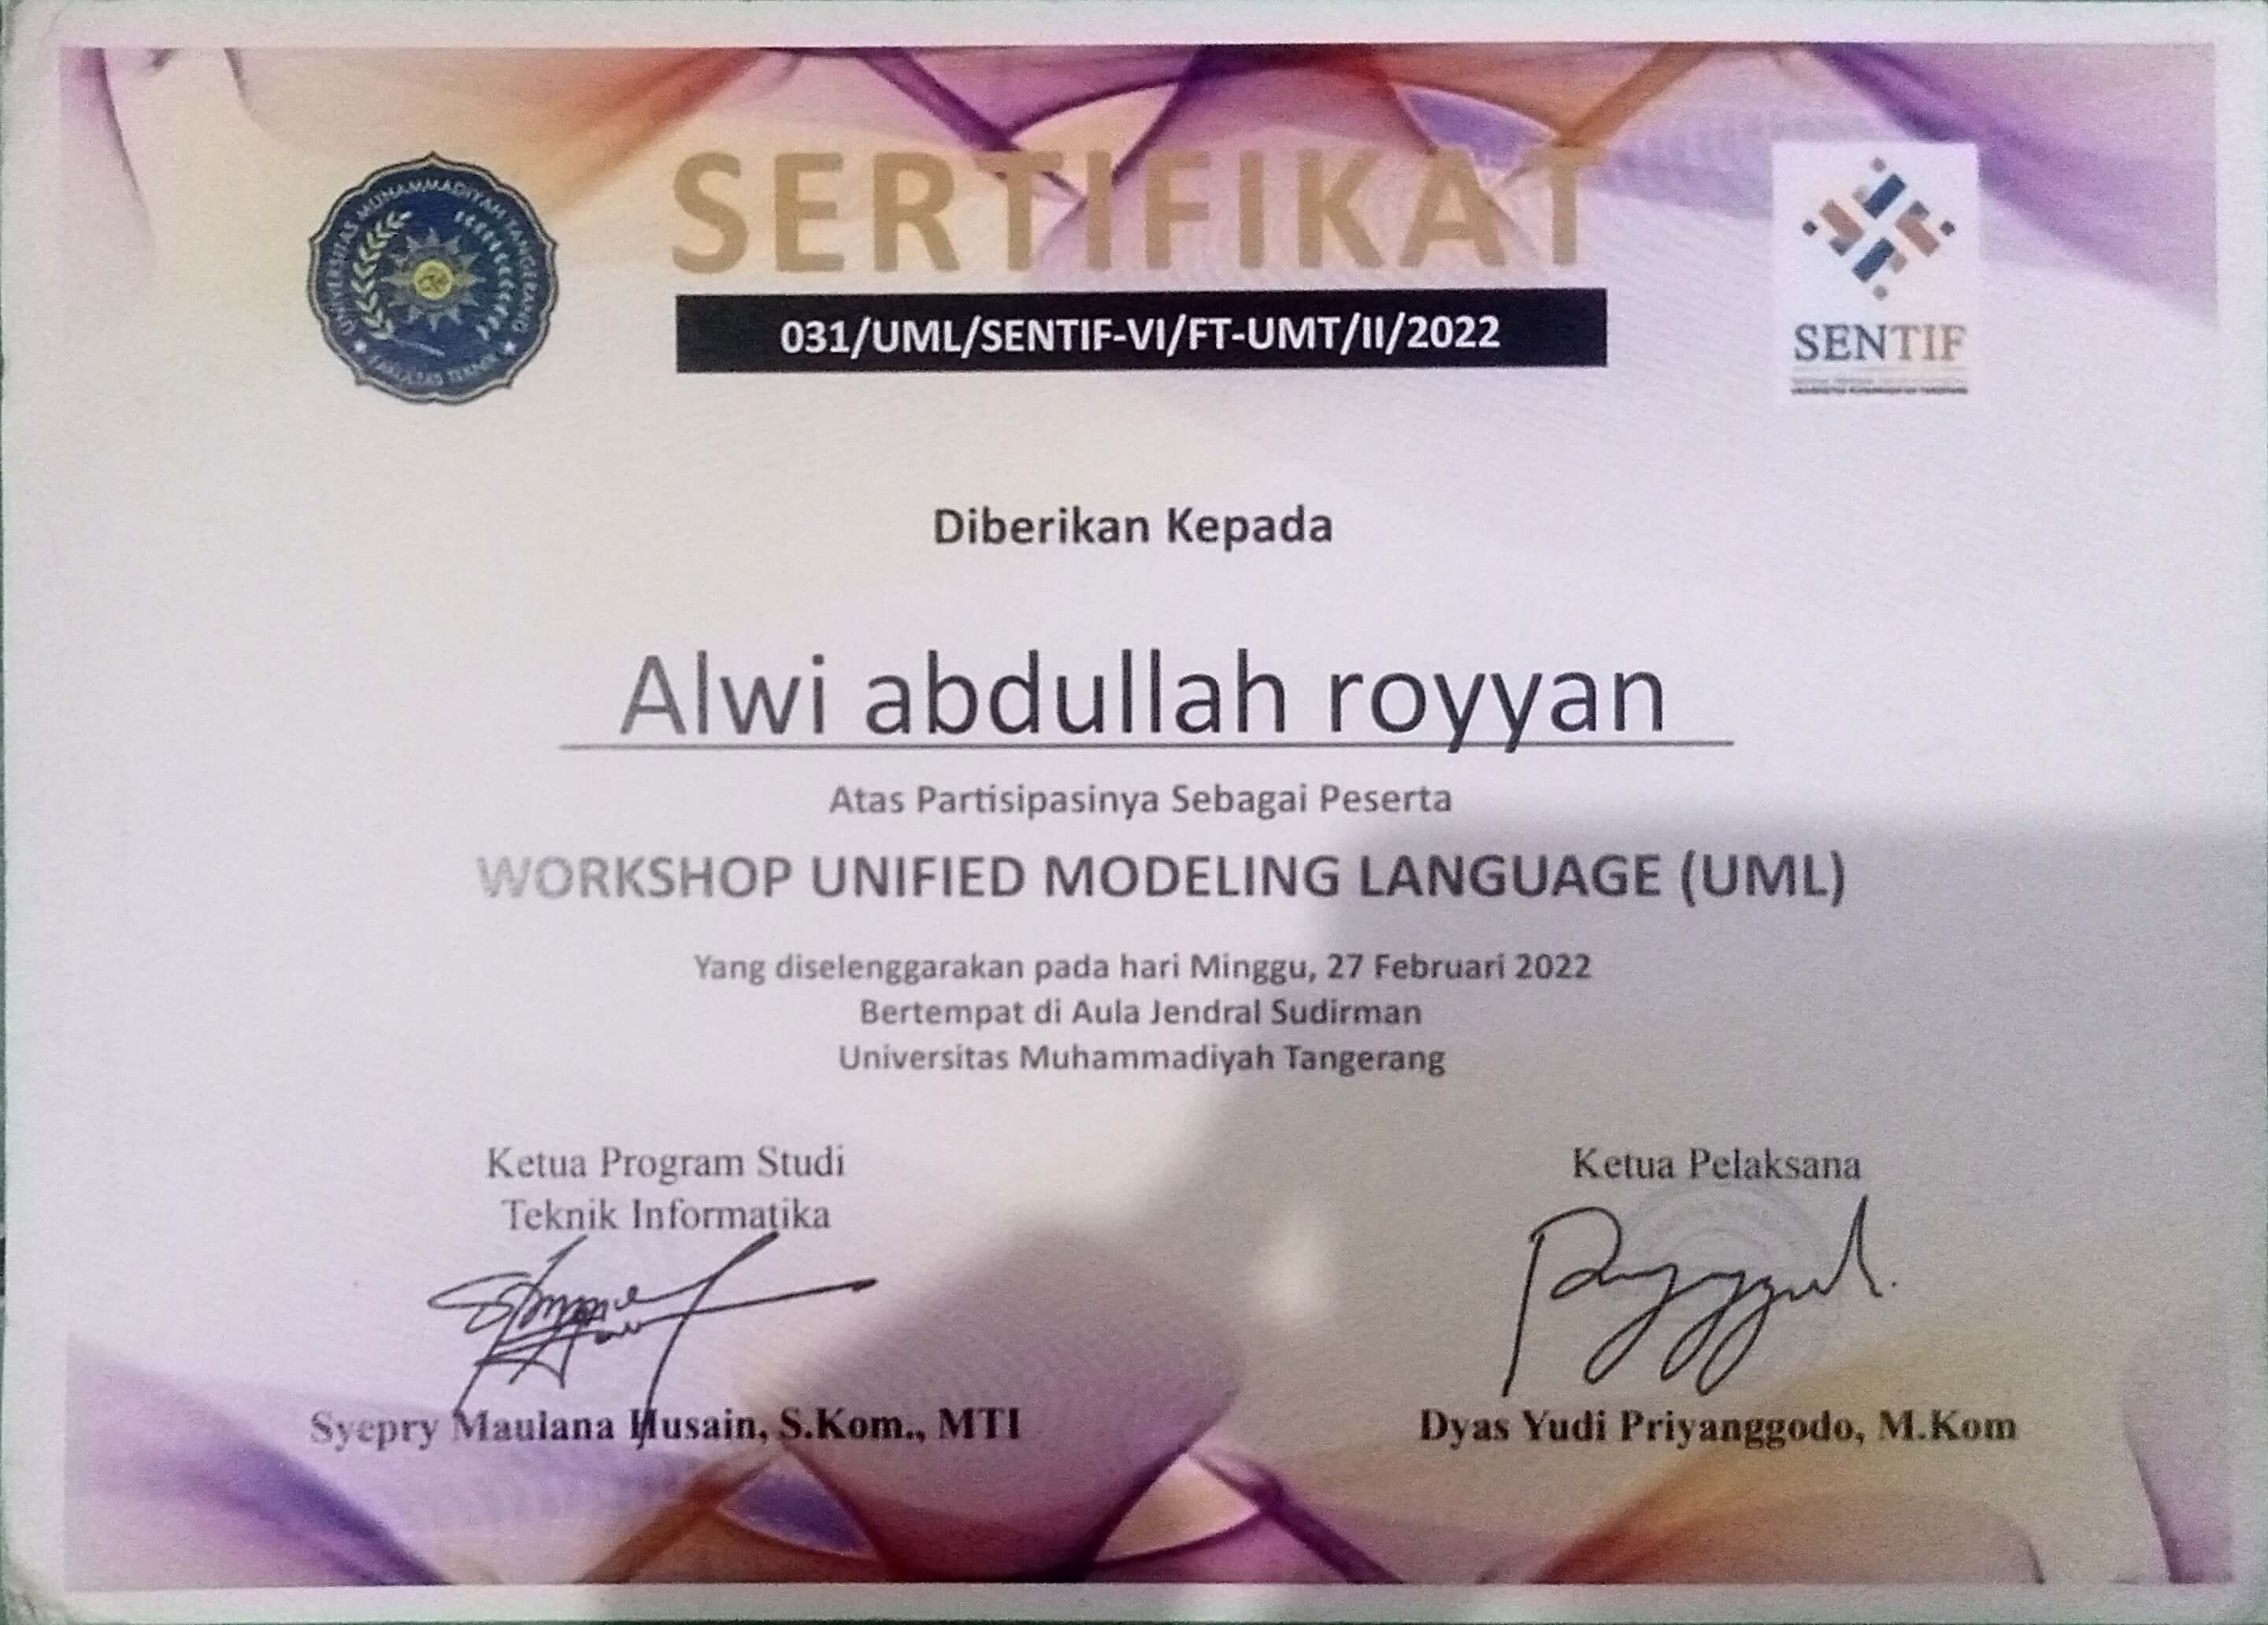 SERTIFIKAT
031/UML/SENTIF-VI/FT-UMT/II/2022
UNIVERSITAS MUHAMMADIYAH TANGERANG
FAKULTAS TEKNIK
SENTIF
Diberikan Kepada
Alwi abdullah royyan
Atas Partisipasinya Sebagai Peserta
WORKSHOP UNIFIED MODELING LANGUAGE (UML)
Yang diselenggarakan pada hari Minggu, 27 Februari 2022
Bertempat di Aula Jendral Sudirman
Universitas Muhammadiyah Tangerang
Ketua Program Studi
Teknik Informatika
Syepry Maulana Husain, S.Kom., MTI
Ketua Pelaksana
Dyas Yudi Priyanggodo, M.Kom